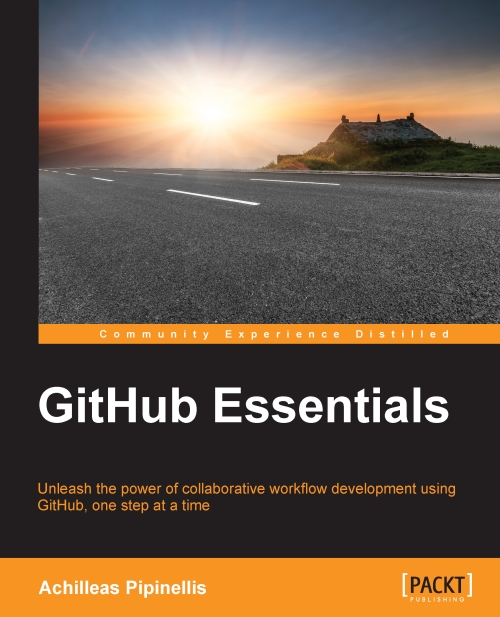 Community Experience Distilled
GitHub Essentials
Unleash the power of collaborative workflow development using
GitHub, one step at a time
Achilleas Pipinellis
[PACKT]
PUBLISHING